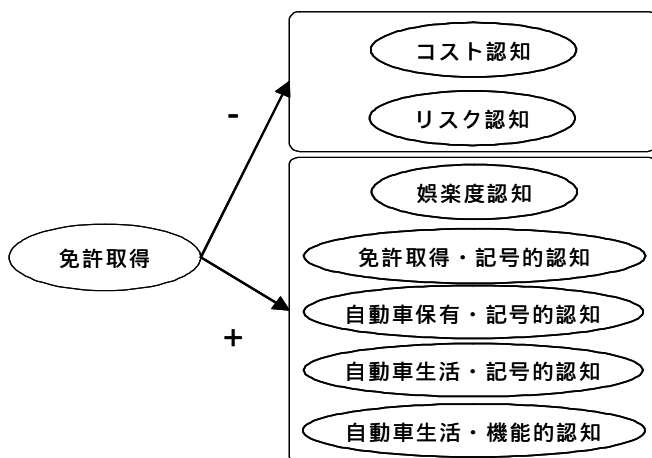 コスト認知
-
リスク認知
娯楽度認知
免許取得
免許取得・記号的認知
自動車保有・記号的認知
+
自動車生活・記号的認知
自動車生活・機能的認知